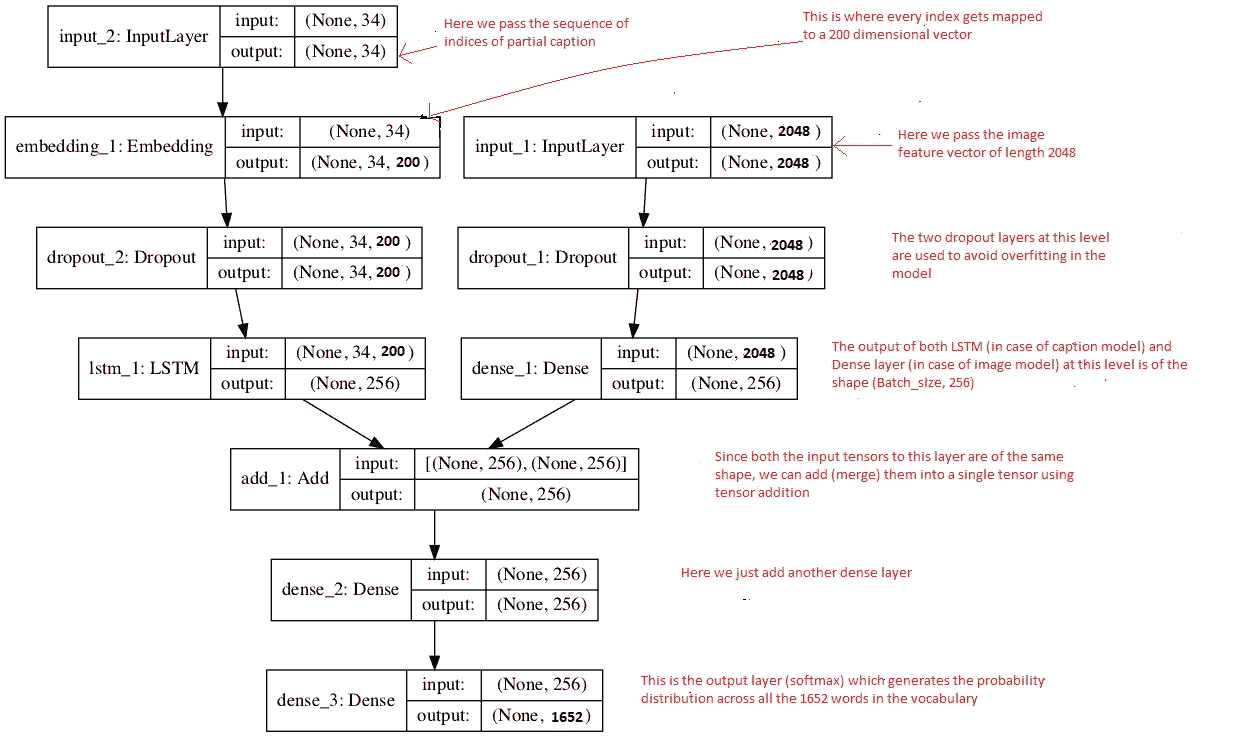 input_2: InputLayer
input:
(None, 34)
output:
(None, 34)
Here we pass the sequence of
indices of partial caption
This is where every index gets mapped
to a 200 dimensional vector
embedding_1: Embedding
input:
(None, 34)
output:
(None, 34, 200 )
input_1: InputLayer
input:
(None, 2048 )
output:
(None, 2048 )
Here we pass the image
feature vector of length 2048
dropout_2: Dropout
input:
(None, 34, 200 )
output:
(None, 34, 200 )
dropout_1: Dropout
input:
(None, 2048 )
output:
(None, 2048 )
The two dropout layers at this level
are used to avoid overfitting in the
model
lstm_1: LSTM
input:
(None, 34, 200 )
output:
(None, 256)
dense_1: Dense
input:
(None, 2048 )
output:
(None, 256)
The output of both LSTM (in case of caption model) and
Dense layer (in case of image model) at this level is of the
shape (Batch_size, 256)
add_1: Add
input:
[(None, 256), (None, 256)]
output:
(None, 256)
Since both the input tensors to this layer are of the same
shape, we can add (merge) them into a single tensor using
tensor addition
dense_2: Dense
input:
(None, 256)
output:
(None, 256)
Here we just add another dense layer
dense_3: Dense
input:
(None, 256)
output:
(None, 1652 )
This is the output layer (softmax) which generates the probability
distribution across all the 1652 words in the vocabulary